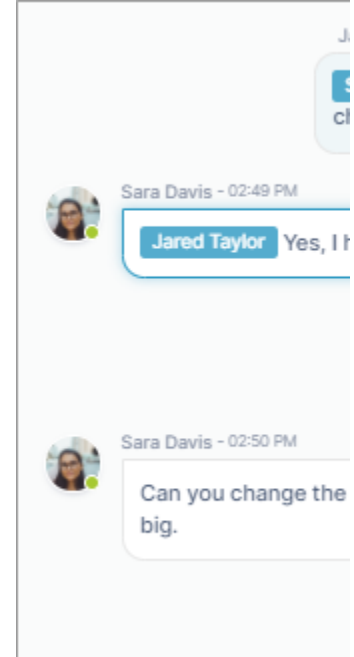 Sara Davis - 02:49 PM
Jared Taylor Yes, I
Sara Davis - 02:50 PM
Can you change the
big.